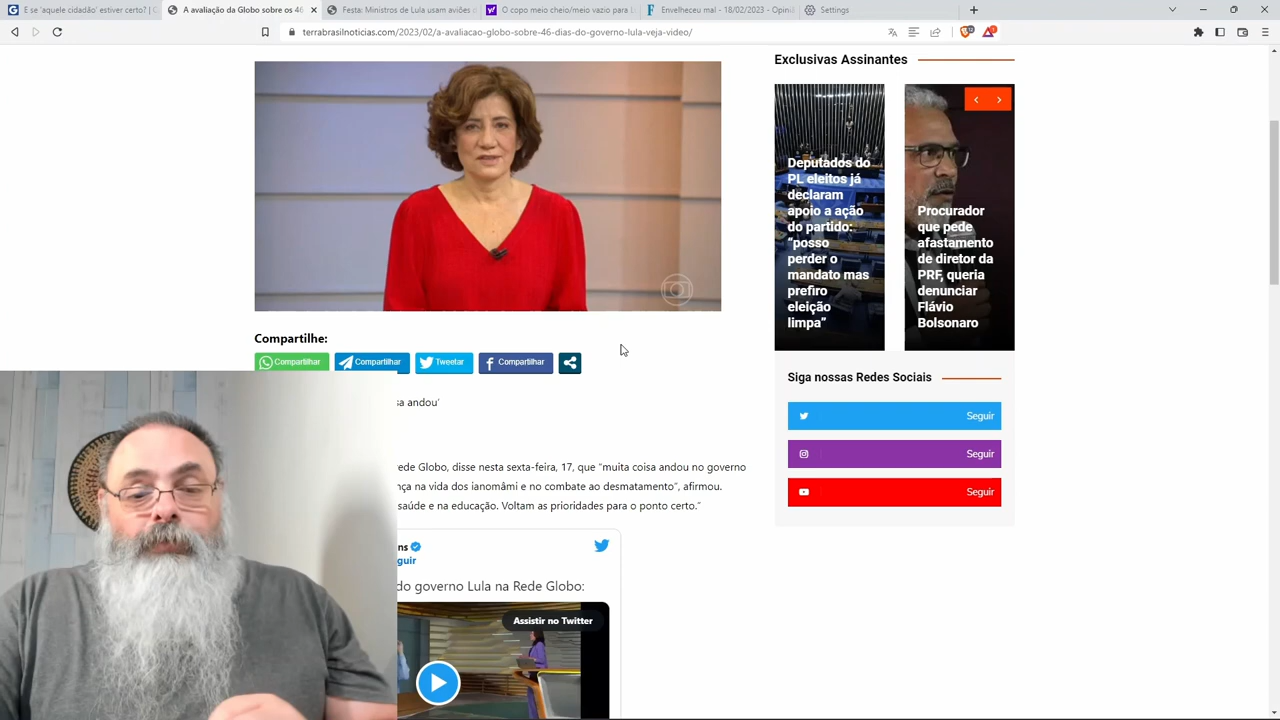 E se 'aquele cidadão' estiver certo? | G
A avaliação da Globo sobre os 46
Festa: Ministros de Lula usam aviões
O copo meio cheio/meio vazio para L
Envelheceu mal - 18/02/2023 - Opini
Settings
terrabrasilnoticias.com/2023/02/a-avaliacao-globo-sobre-46-dias-do-governo-lula-veja-video/
Exclusivas Assinantes
Deputados do
PL eleitos já
declaram
apoio a ação
do partido:
“posso
perder o
mandato mas
prefiro
eleição
limpa”
Procurador
que pede
afastamento
de diretor da
PRF, queria
denunciar
Flávio
Bolsonaro
Compartilhe:
Compartilhar
Compartilhar
Tweetar
Compartilhar
Siga nossas Redes Sociais
Seguir
Seguir
Seguir
sa andou’
rede Globo, disse nesta sexta-feira, 17, que “muita coisa andou no governo
nça na vida dos ianomâmi e no combate ao desmatamento”, afirmou.
saúde e na educação. Voltam as prioridades para o ponto certo.”
ns
guir
do governo Lula na Rede Globo:
Assistir no Twitter